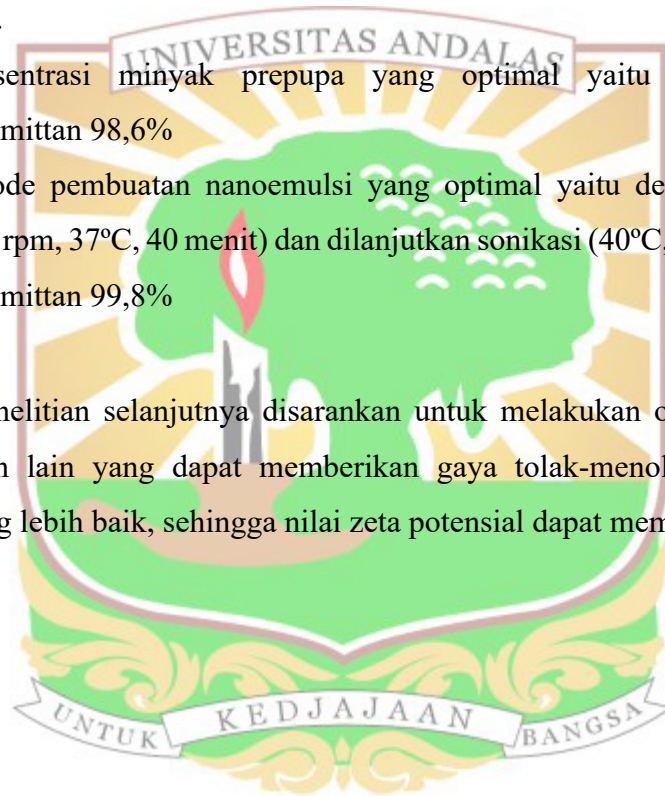 .
UNIVERSITAS ANDALAS
sentrasi minyak prepupa yang optimal yaitu
mittan 98,6%
ode pembuatan nanoemulsi yang optimal yaitu de
rpm, 37ºC, 40 menit) dan dilanjutkan sonikasi (40ºC,
mittan 99,8%
nelitian selanjutnya disarankan untuk melakukan o
n lain yang dapat memberikan gaya tolak-menol
g lebih baik, sehingga nilai zeta potensial dapat mem
UNTUK KEDJAJAAN BANGSA